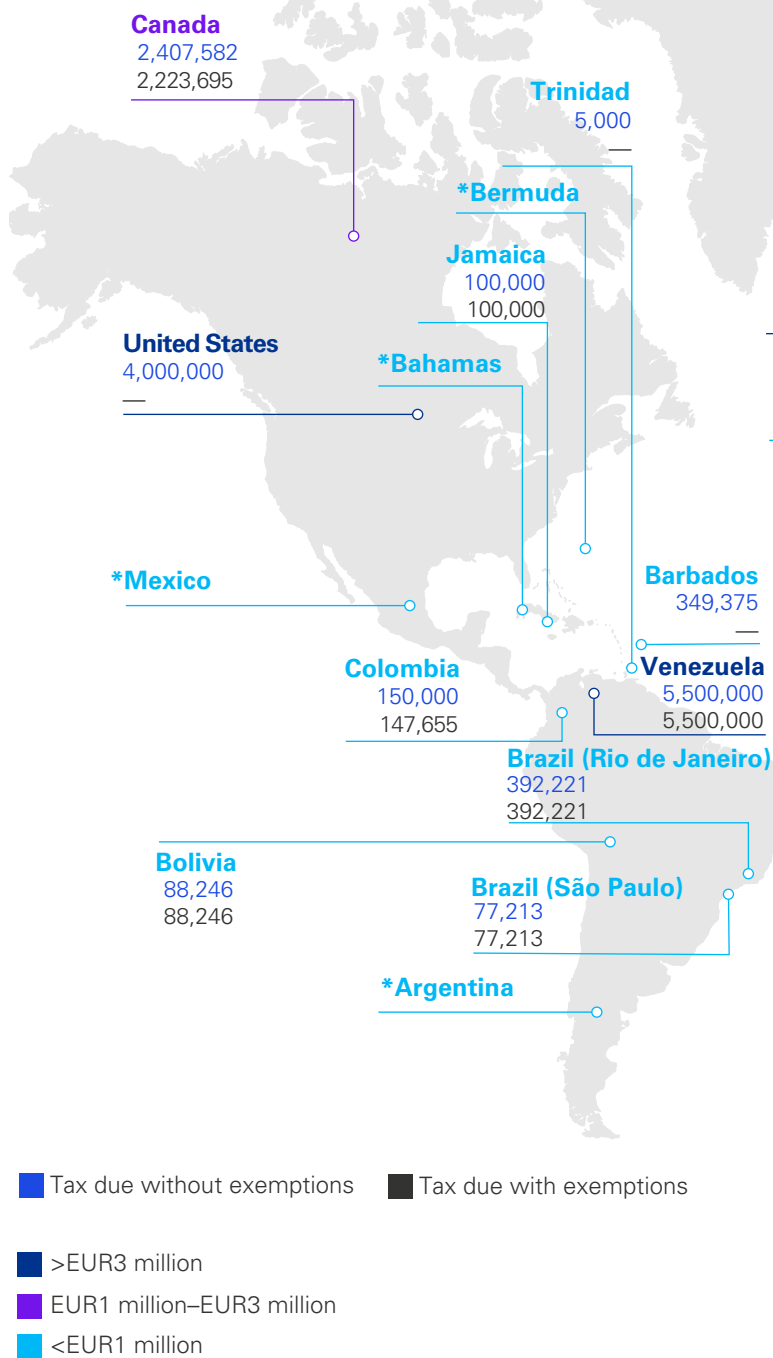 Canada
2,407,582
2,223,695
Trinidad
5,000
—
*Bermuda
Jamaica
100,000
100,000
United States
4,000,000
—
*Bahamas
*Mexico
Barbados
349,375
—
Colombia
150,000
147,655
Venezuela
5,500,000
5,500,000
Brazil (Rio de Janeiro)
392,221
392,221
Bolivia
88,246
88,246
Brazil (São Paulo)
77,213
77,213
*Argentina
Tax due without exemptions
Tax due with exemptions
>EUR3 million
EUR1 million–EUR3 million
<EUR1 million